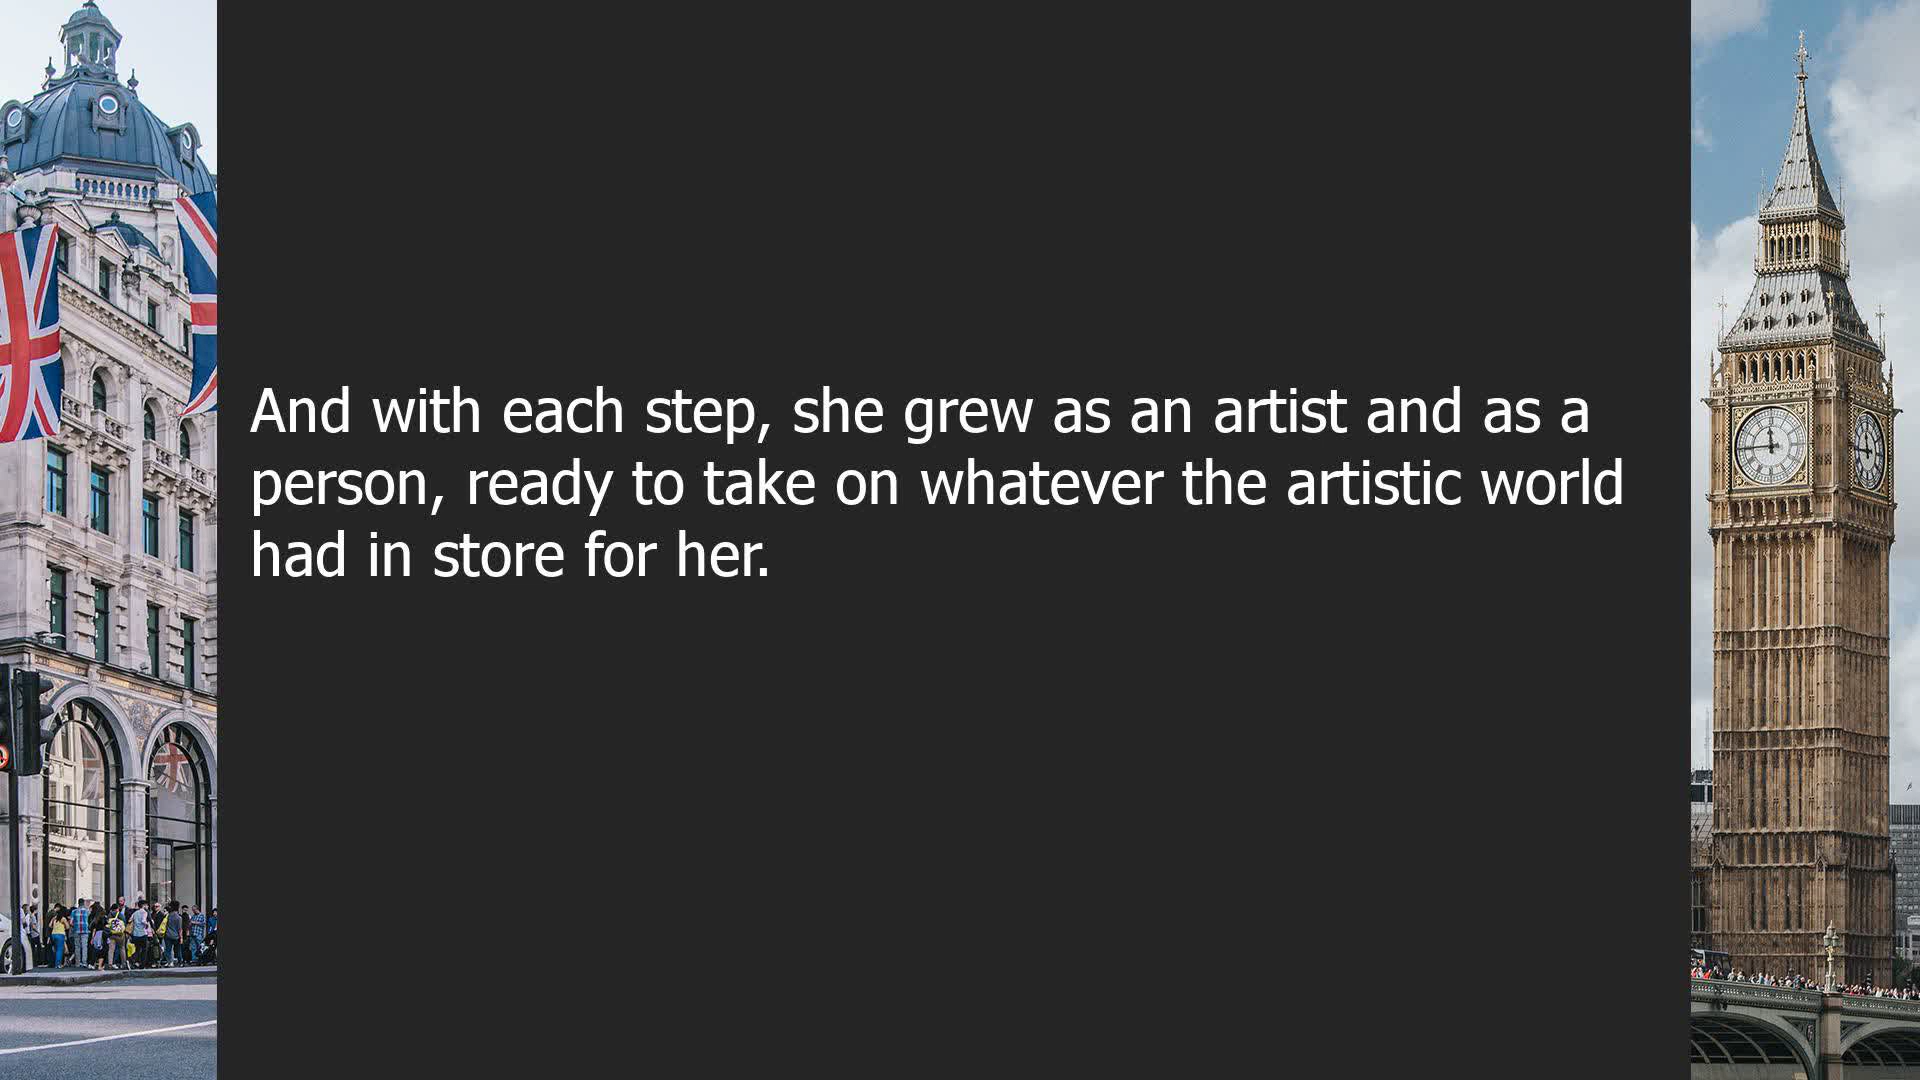 And with each step, she grew as an artist and as a
person, ready to take on whatever the artistic world
had in store for her.